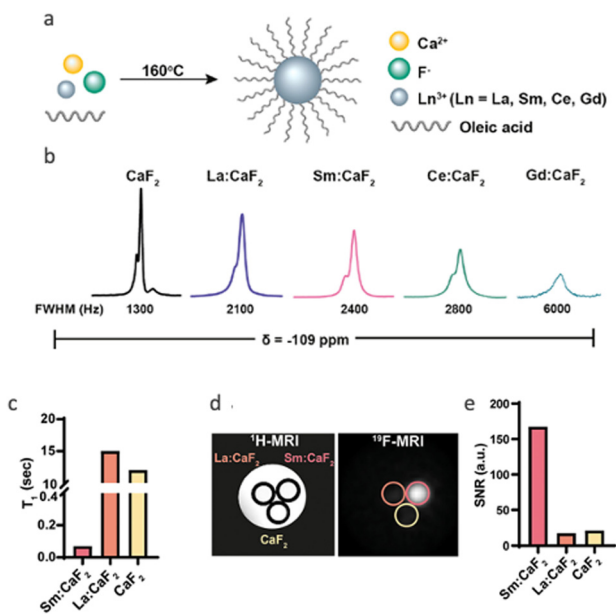 a
160°C
Ca²⁺
F⁻
Ln³⁺ (Ln = La, Sm, Ce, Gd)
Oleic acid
b
CaF₂ La:CaF₂ Sm:CaF₂ Ce:CaF₂ Gd:CaF₂
FWHM (Hz) 1300 2100 2400 2800 6000
δ = -109 ppm
c
T₁ (sec)
20
15
10
0.4
0.2
0.0
Sm:CaF₂ La:CaF₂ CaF₂
d
¹H-MRI ¹⁹F-MRI
La:CaF₂ Sm:CaF₂
CaF₂
e
SNR (a.u.)
200
150
100
50
0
Sm:CaF₂ La:CaF₂ CaF₂